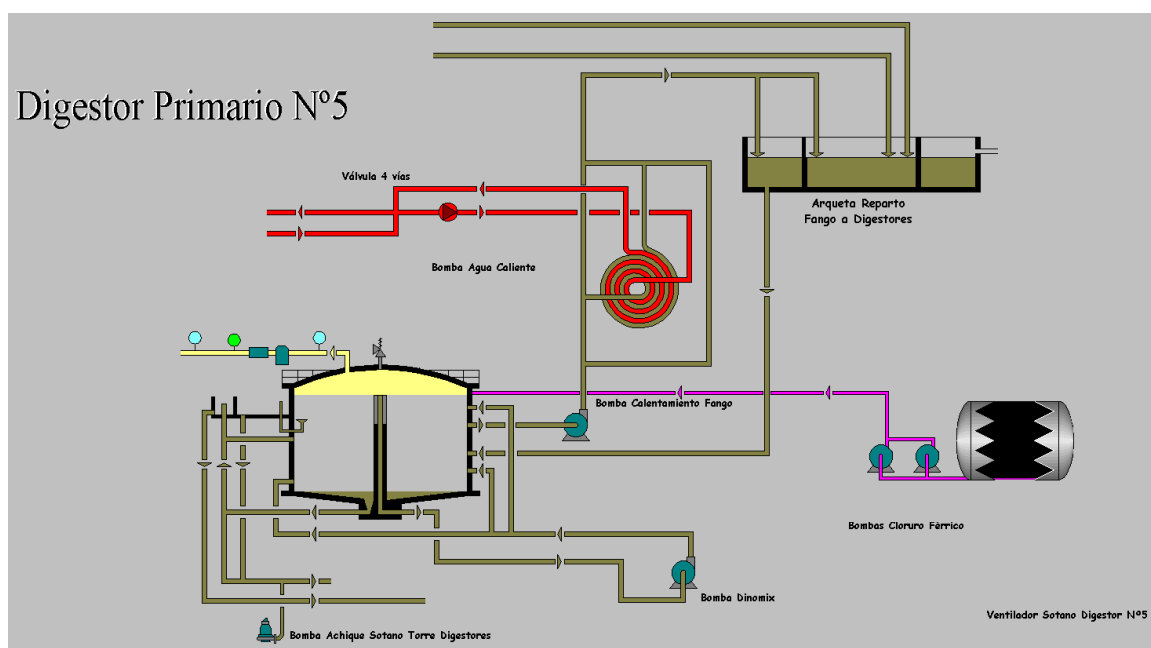 Digestor Primario Nº5
Válvula 4 vías
Arqueta Reparto
Fango a Digestores
Bomba Agua Caliente
Bomba Calentamiento Fango
Bombas Cloruro Férrico
Bomba Dinomix
Ventilador Sotano Digestor Nº5
Bomba Achique Sotano Torre Digestores